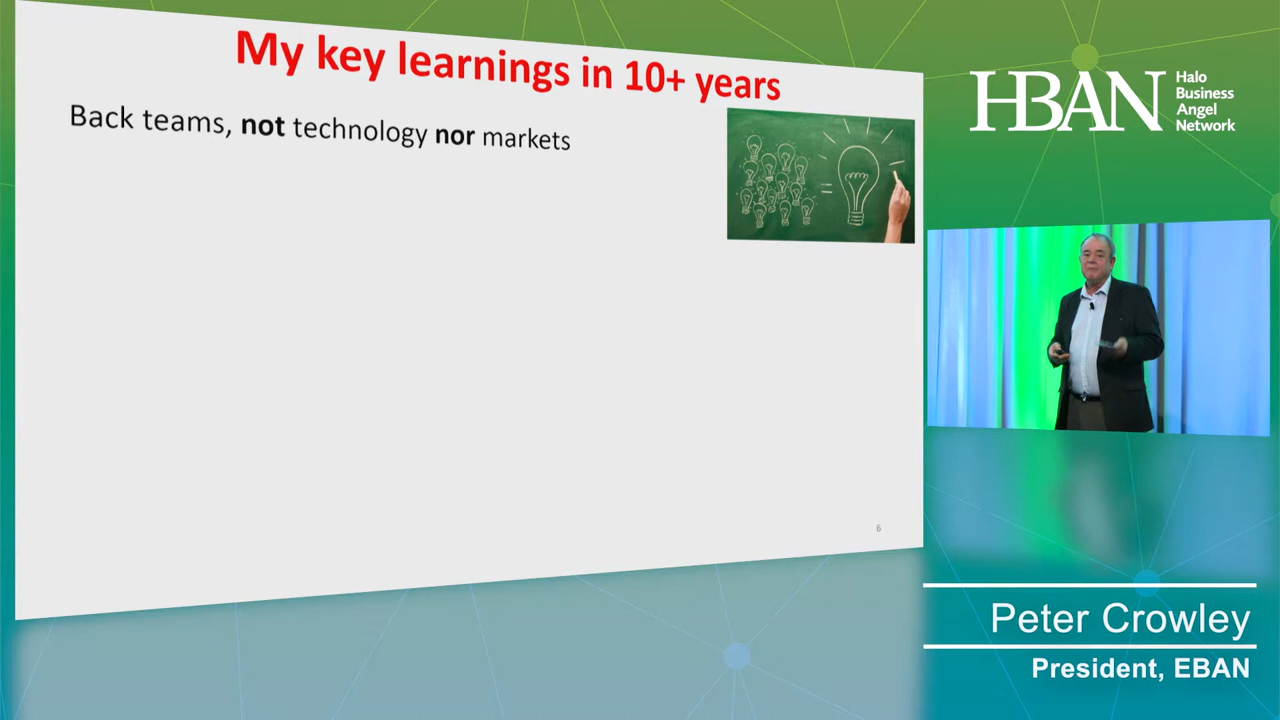 My key learnings in 10+ years
Back teams, not technology nor markets
6
HBAN
Halo
Business
Angel
Network
Peter Crowley
President, EBAN